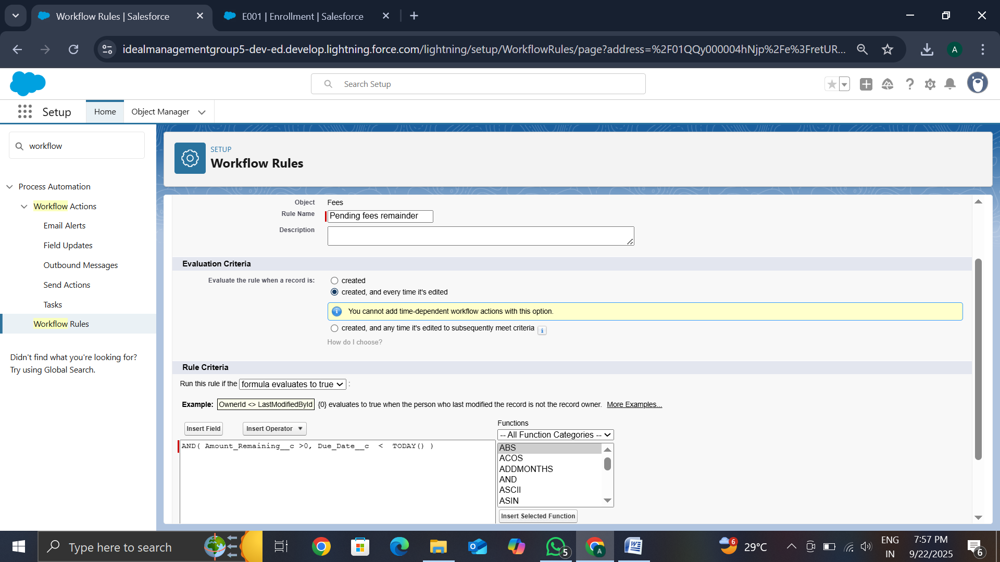 Workflow Rules | Salesforce
E001 | Enrollment | Salesforce
idealmanagementgroup5-dev-ed.develop.lightning.force.com/lightning/setup/WorkflowRules/page?address=%2F01QQy000004hNjp%2Fe%3FretUR...
A
Search Setup
Setup
Home
Object Manager
workflow
Process Automation
Workflow Actions
Email Alerts
Field Updates
Outbound Messages
Send Actions
Tasks
Workflow Rules
Didn't find what you're looking for?
Try using Global Search.
SETUP
Workflow Rules
Object Fees
Rule Name Pending fees remainder
Description
Evaluation Criteria
Evaluate the rule when a record is:
created
created, and every time it's edited
You cannot add time-dependent workflow actions with this option.
created, and any time it's edited to subsequently meet criteria
How do I choose?
Rule Criteria
Run this rule if the formula evaluates to true :
Example: OwnerId <> LastModifiedById {0} evaluates to true when the person who last modified the record is not the record owner. More Examples...
Insert Field
Insert Operator
Functions
-- All Function Categories --
AND( Amount_Remaining__c >0, Due_Date__c < TODAY() )
ABS
ACOS
ADDMONTHS
AND
ASCII
ASIN
Insert Selected Function
Type here to search
5
A
6
29°C
ENG
IN
7:57 PM
9/22/2025
6